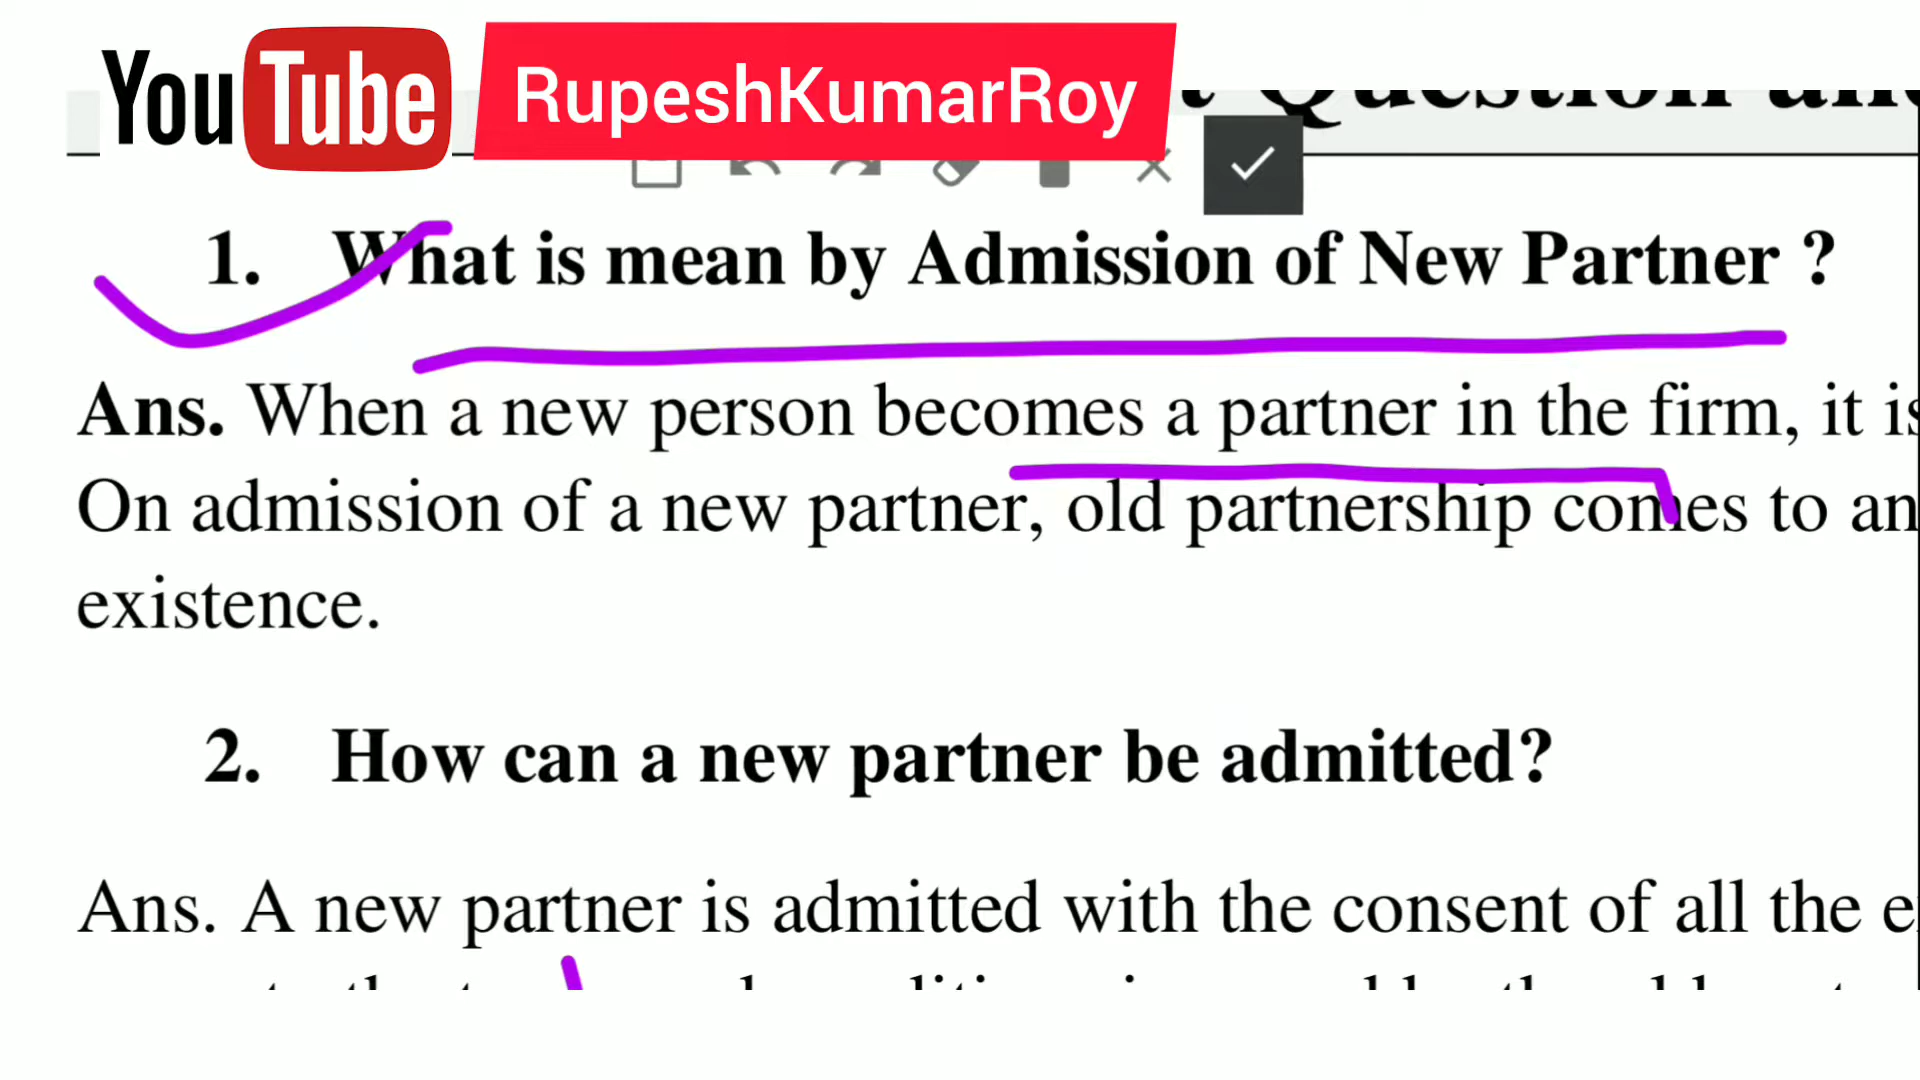 YouTube RupeshKumarRoy
Question
1. What is mean by Admission of New Partner ?
Ans. When a new person becomes a partner in the firm, it is
On admission of a new partner, old partnership comes to an
existence.
2. How can a new partner be admitted?
Ans. A new partner is admitted with the consent of all the